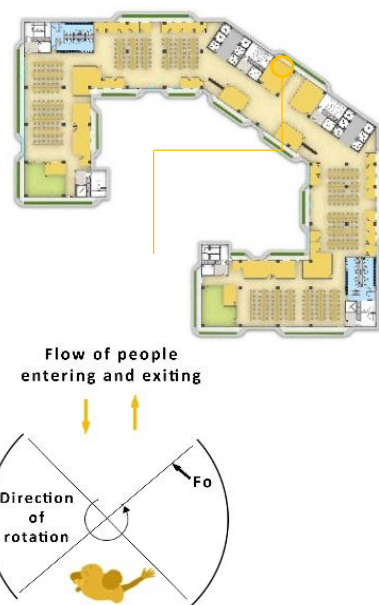 Flow of people
entering and exiting
Fo
Direction
of
rotation